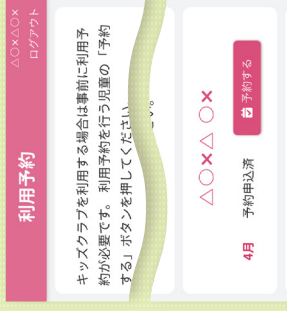 利用予約
△○×△○×
ログアウト
キッズクラブを利用する場合は事前に利用予
約が必要です。 利用予約を行う児童の「予約
する」ボタンを押してください
△○×△ ○×
4月 予約申込済 予約する